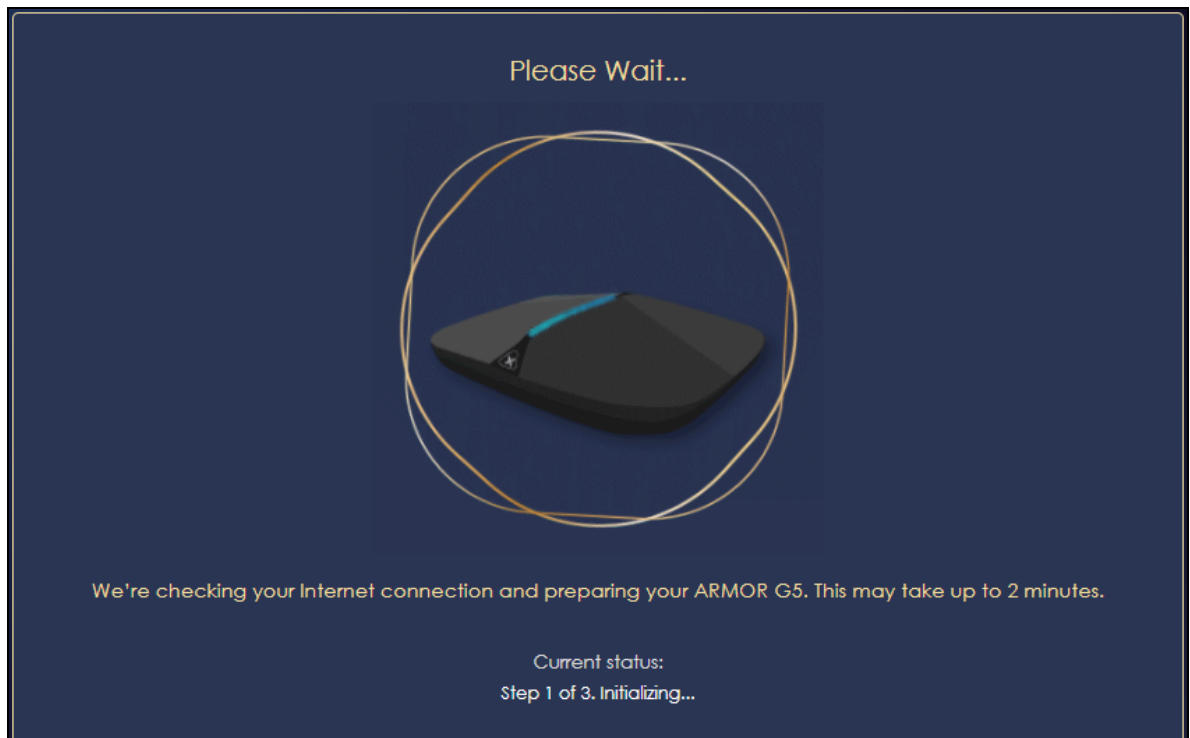 Please Wait...
We're checking your Internet connection and preparing your ARMOR G5. This may take up to 2 minutes.
Current status:
Step 1 of 3. Initializing...